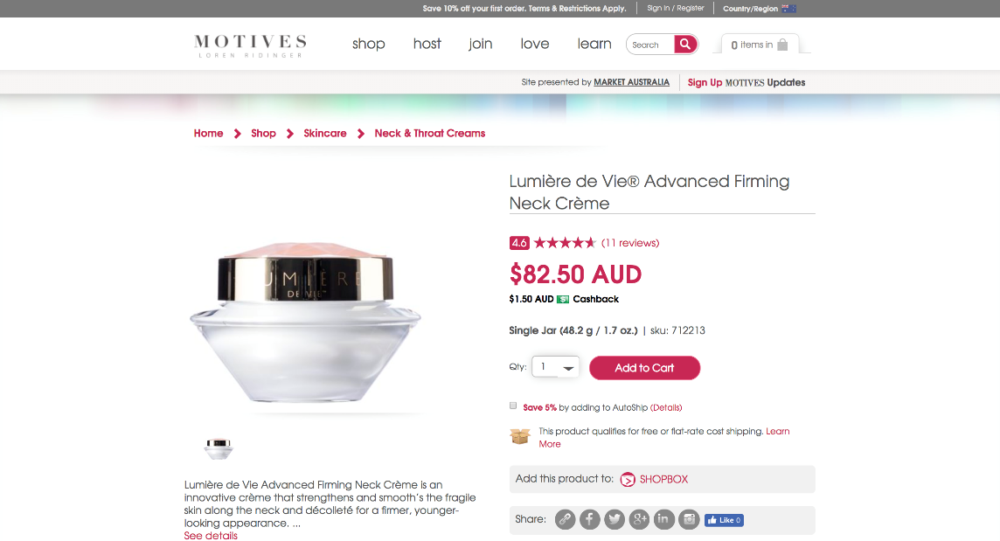 Save 10% off your first order. Terms & Restrictions Apply.
Sign In / Register
Country/Region
MOTIVES
LOREN RIDINGER
shop host join love learn
Search
0 items in
Site presented by MARKET AUSTRALIA
Sign Up MOTIVES Updates
Home Shop Skincare Neck & Throat Creams
Lumière de Vie® Advanced Firming
Neck Crème
4.6 (11 reviews)
$82.50 AUD
$1.50 AUD Cashback
Single Jar (48.2 g / 1.7 oz.) | sku: 712213
Qty: 1 Add to Cart
Save 5% by adding to AutoShip (Details)
This product qualifies for free or flat-rate cost shipping. Learn
More
Add this product to: SHOPBOX
Share: f g+ in Like 0
LUMIÈRE
DE VIE
Lumière de Vie Advanced Firming Neck Crème is an
innovative crème that strengthens and smooth's the fragile
skin along the neck and décolleté for a firmer, younger-
looking appearance. ...
See details